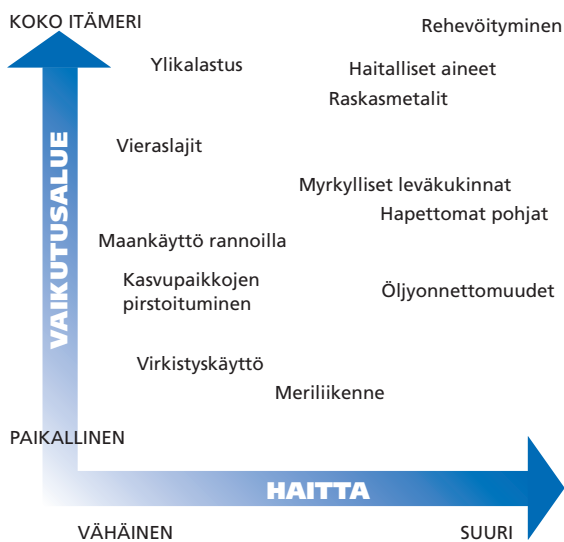 KOKO ITÄMERI
Rehevöityminen
Ylikalastus
Haitalliset aineet
Raskasmetalit
VAIKUTUSALUE
Vieraslajit
Myrkylliset leväkukinnat
Hapettomat pohjat
Maankäyttö rannoilla
Kasvupaikkojen
pirstoituminen
Öljyonnettomuudet
Virkistyskäyttö
Meriliikenne
PAIKALLINEN
HAITTA
VÄHÄINEN
SUURI